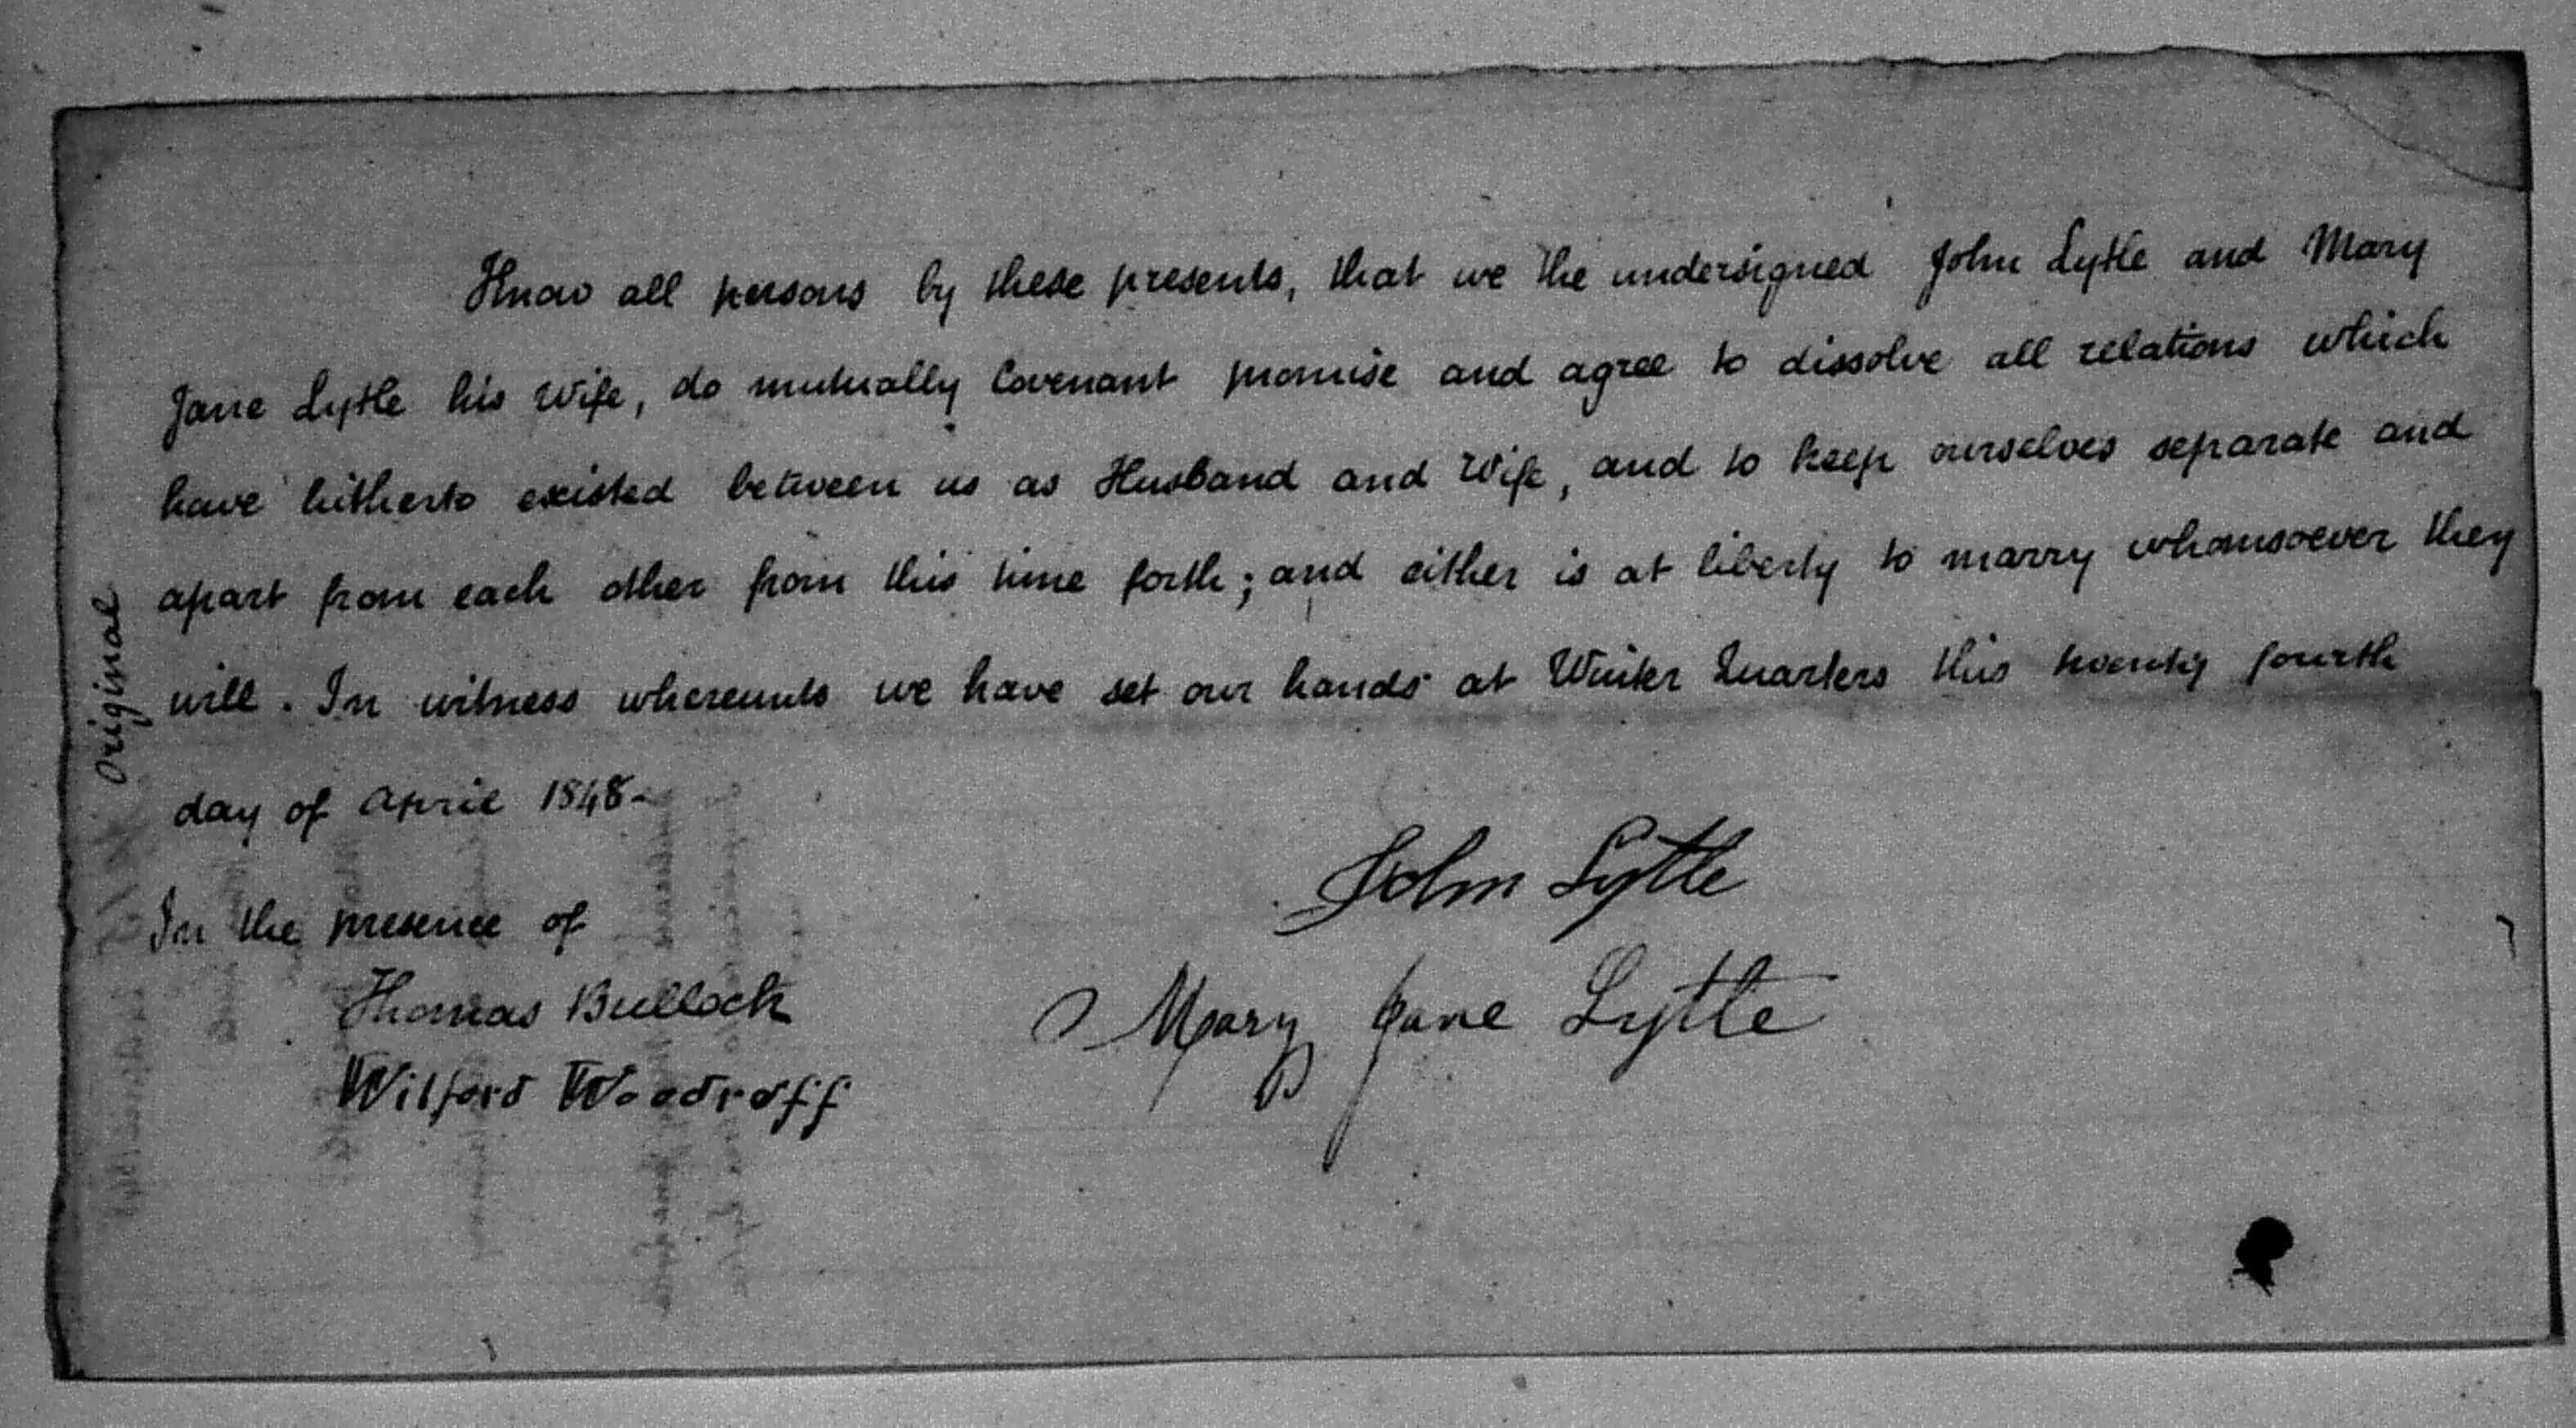 Know all persons by these presents, that we the undersigned John Lytle and Mary
Jane Lytle his wife, do mutually Covenant promise and agree to dissolve all relations which
have hitherto existed between us as Husband and Wife, and to keep ourselves separate and
apart from each other from this time forth; and either is at liberty to marry whomsoever they
will. In witness whereunto we have set our hands at Winter Quarters this twenty fourth
day of April 1848-
John Lytle
In the presence of
Mary Jane Lytle
Thomas Bullock
Wilford Woodroff
Original